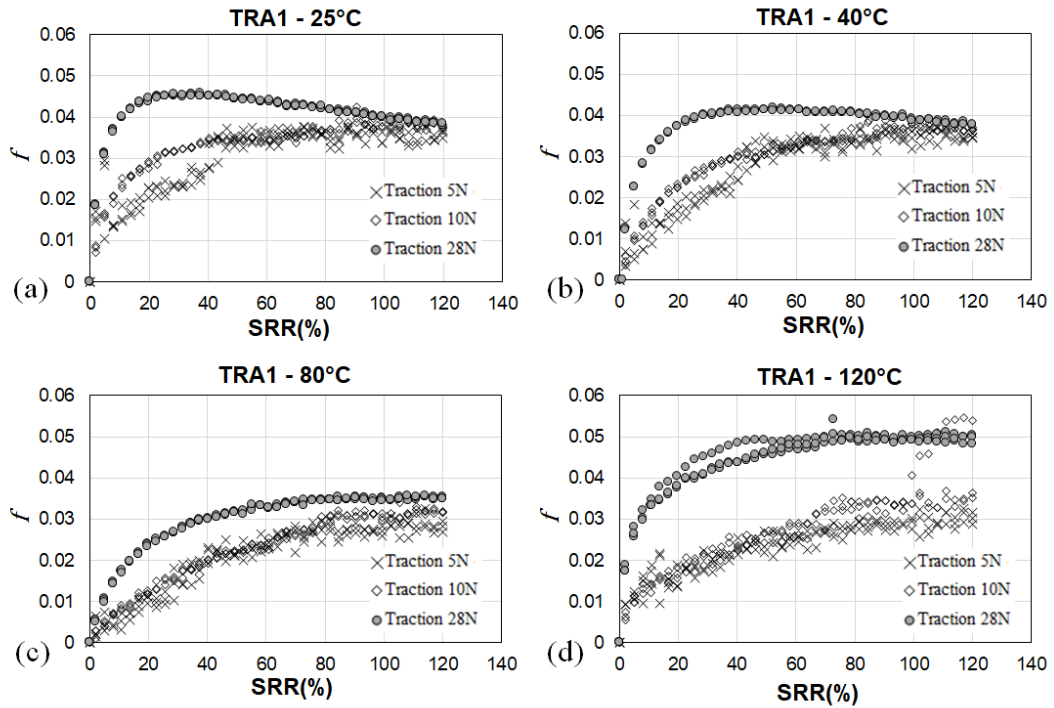 TRA1 - 25°C
0.06
0.05
0.04
0.03
0.02
0.01
0
f
Traction 5N
Traction 10N
Traction 28N
0 20 40 60 80 100 120 140
SRR(%)
(a)
TRA1 - 40°C
0.06
0.05
0.04
0.03
0.02
0.01
0
f
Traction 5N
Traction 10N
Traction 28N
0 20 40 60 80 100 120 140
SRR(%)
(b)
TRA1 - 80°C
0.06
0.05
0.04
0.03
0.02
0.01
0
f
Traction 5N
Traction 10N
Traction 28N
0 20 40 60 80 100 120 140
SRR(%)
(c)
TRA1 - 120°C
0.06
0.05
0.04
0.03
0.02
0.01
0
f
Traction 5N
Traction 10N
Traction 28N
0 20 40 60 80 100 120 140
SRR(%)
(d)